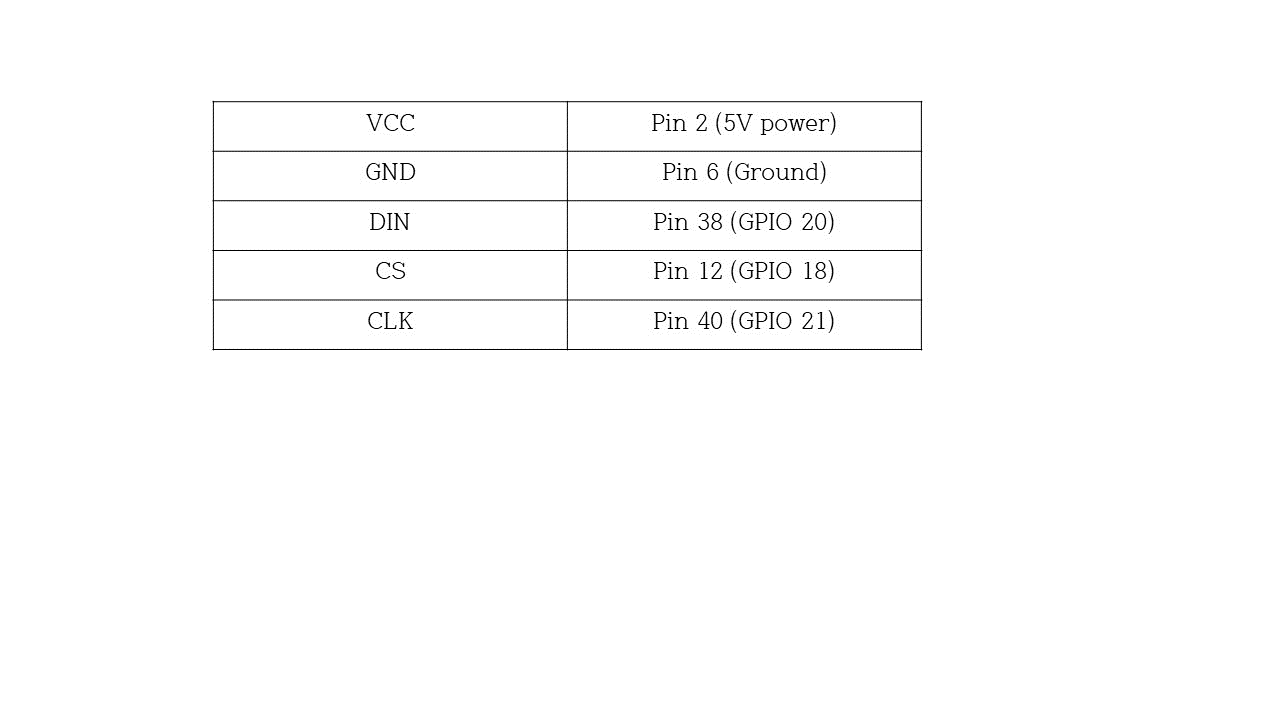 VCC Pin 2 (5V power)
GND Pin 6 (Ground)
DIN Pin 38 (GPIO 20)
CS Pin 12 (GPIO 18)
CLK Pin 40 (GPIO 21)